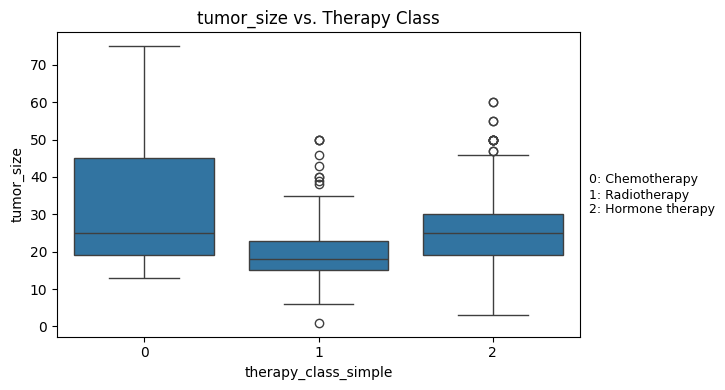 tumor_size vs. Therapy Class
tumor_size
70
60
50
40
30
20
10
0
0
1
2
therapy_class_simple
0: Chemotherapy
1: Radiotherapy
2: Hormone therapy